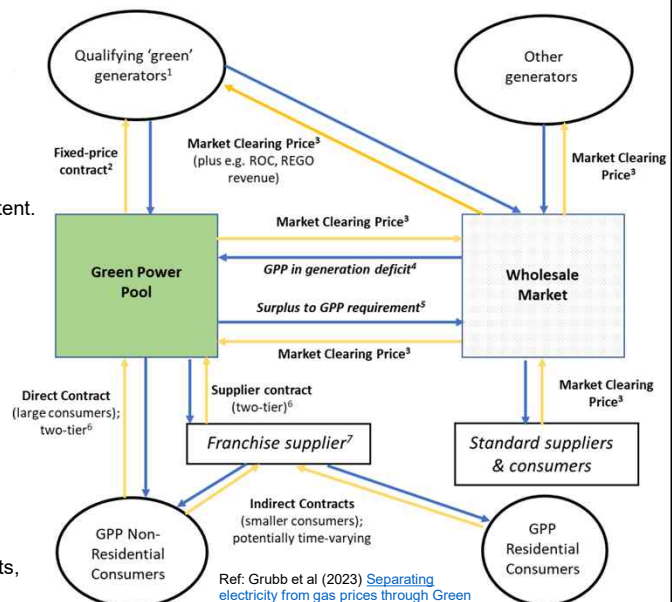 Qualifying 'green'
generators¹
Other
generators
Fixed-price
contract²
Market Clearing Price³
(plus e.g. ROC, REGO
revenue)
Market Clearing
Price³
tent.
Market Clearing Price³
Green Power
Pool
GPP in generation deficit⁴
Wholesale
Market
Surplus to GPP requirement⁵
Market Clearing Price³
Direct Contract
(large consumers);
two-tier⁶
Supplier contract
(two-tier)⁶
Market Clearing
Price³
Franchise supplier⁷
Standard suppliers
& consumers
Indirect Contracts
(smaller consumers);
potentially time-varying
GPP Non-
Residential
Consumers
GPP
Residential
Consumers
ts,
Ref: Grubb et al (2023) Separating
electricity from gas prices through Green